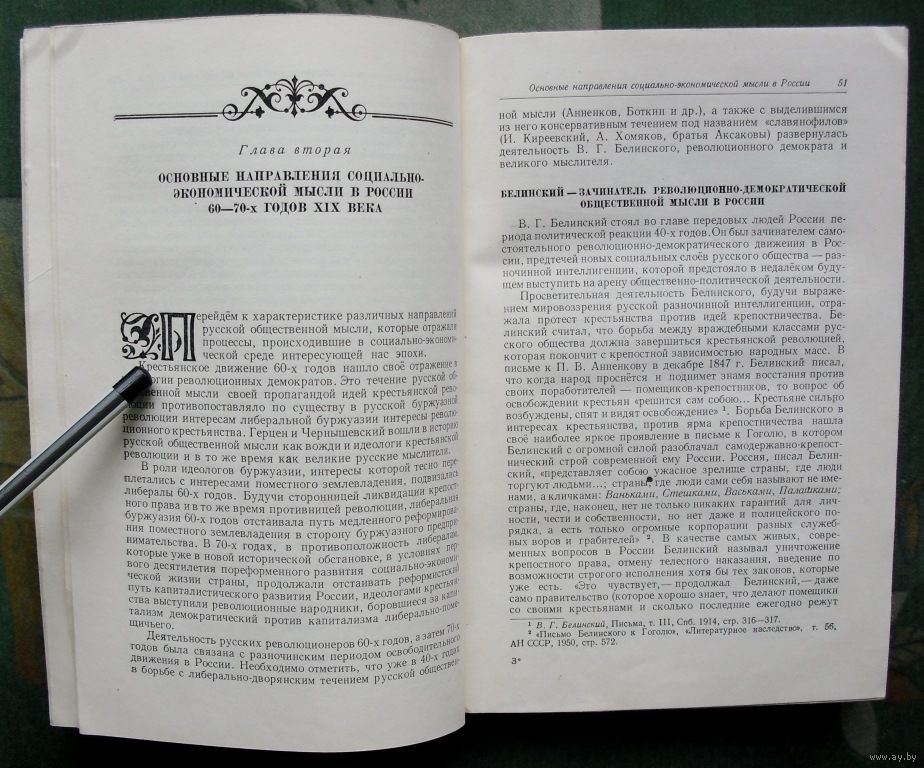 Глава вторая
ОСНОВНЫЕ НАПРАВЛЕНИЯ СОЦИАЛЬНО-
ЭКОНОМИЧЕСКОЙ МЫСЛИ В РОССИИ
60—70-х ГОДОВ XIX ВЕКА
Перейдём к характеристике различных направлений
русской общественной мысли, которые отражали
процессы, происходившие в социально-эконо-
ческой среде интересующей нас эпохи.
Крестьянское движение 60-х годов нашло своё отражение в
логии революционных демократов. Это течение русской об-
венной мысли своей пропагандой идей крестьянской рево-
люции противопоставляло по существу в русской буржуазной
революции интересам либеральной буржуазии интересы револю-
ционного крестьянства. Герцен и Чернышевский вошли в историю
русской общественной мысли как вожди и идеологи крестьянской
революции и в то же время как великие русские мыслители.
В роли идеологов буржуазии, интересы которой тесно пере-
плетались с интересами поместного землевладения, подвизались
либералы 60-х годов. Будучи сторонницей ликвидации крепост-
ного права и в то же время противницей революции, либеральная
буржуазия 60-х годов отстаивала путь медленного реформирова-
ния поместного землевладения в сторону буржуазного предпри-
нимательства. В 70-х годах, в противоположность либералам,
которые уже в новой исторической обстановке, в условиях пер-
вого десятилетия пореформенного развития социально-экономи-
ческой жизни страны, продолжали отстаивать реформистский
путь капиталистического развития России, идеологами крестьян-
ства выступили революционные народники, боровшиеся за капи-
тализм демократический против капитализма либерально-поме-
щичьего.
Деятельность русских революционеров 60-х годов, а затем 70-х
годов была связана с разночинским периодом освободительного
движения в России. Необходимо отметить, что уже в 40-х годах
в борьбе с либерально-дворянским течением русской обществен-
Основные направления социально-экономической мысли в России 51
ной мысли (Анненков, Боткин и др.), а также с выделившимся
из него консервативным течением под названием «славянофилов»
(И. Киреевский, А. Хомяков, братья Аксаковы) развернулась
деятельность В. Г. Белинского, революционного демократа и
великого мыслителя.
БЕЛИНСКИЙ — ЗАЧИНАТЕЛЬ РЕВОЛЮЦИОННО-ДЕМОКРАТИЧЕСКОЙ
ОБЩЕСТВЕННОЙ МЫСЛИ В РОССИИ
В. Г. Белинский стоял во главе передовых людей России пе-
риода политической реакции 40-х годов. Он был зачинателем само-
стоятельного революционно-демократического движения в Рос-
сии, предтечей новых социальных слоёв русского общества — раз-
ночинной интеллигенции, которой предстояло в недалёком буду-
щем выступить на арену общественно-политической деятельности.
Просветительная деятельность Белинского, будучи выраже-
нием мировоззрения русской разночинной интеллигенции, отра-
жала протест крестьянства против идей крепостничества. Бе-
линский считал, что борьба между враждебными классами рус-
ского общества должна завершиться крестьянской революцией,
которая покончит с крепостной зависимостью народных масс. В
письме к П. В. Анненкову в декабре 1847 г. Белинский писал,
что когда народ проснётся и поднимет знамя восстания против
своих поработителей — помещиков-крепостников, то вопрос об
освобождении крестьян «решится сам собою... Крестьяне сильно
возбуждены, спят и видят освобождение» ¹. Борьба Белинского в
интересах крестьянства, против ярма крепостничества нашла
своё наиболее яркое проявление в письме к Гоголю, в котором
Белинский с огромной силой разоблачал самодержавно-крепост-
нический строй современной ему России. Россия, писал Белин-
ский, «представляет собою ужасное зрелище страны, где люди
торгуют людьми...; страны, где люди сами себя называют не име-
нами, а кличками: Ваньками, Стешками, Васьками, Палашками;
страны, где, наконец, нет не только никаких гарантий для лич-
ности, чести и собственности, но нет даже и полицейского по-
рядка, а есть только огромные корпорации разных служеб-
ных воров и грабителей» ². В качестве самых живых, совре-
менных вопросов в России Белинский называл уничтожение
крепостного права, отмену телесного наказания, введение по
возможности строгого исполнения хотя бы тех законов, которые
уже есть. «Это чувствует,— продолжал Белинский,— даже
само правительство (которое хорошо знает, что делают помещики
со своими крестьянами и сколько последние ежегодно режут
¹ В. Г. Белинский, Письма, т. III, Спб. 1914, стр. 316—317.
² «Письмо Белинского к Гоголю», «Литературное наследство», т. 56,
АН СССР, 1950, стр. 572.
3*
www.ay.by